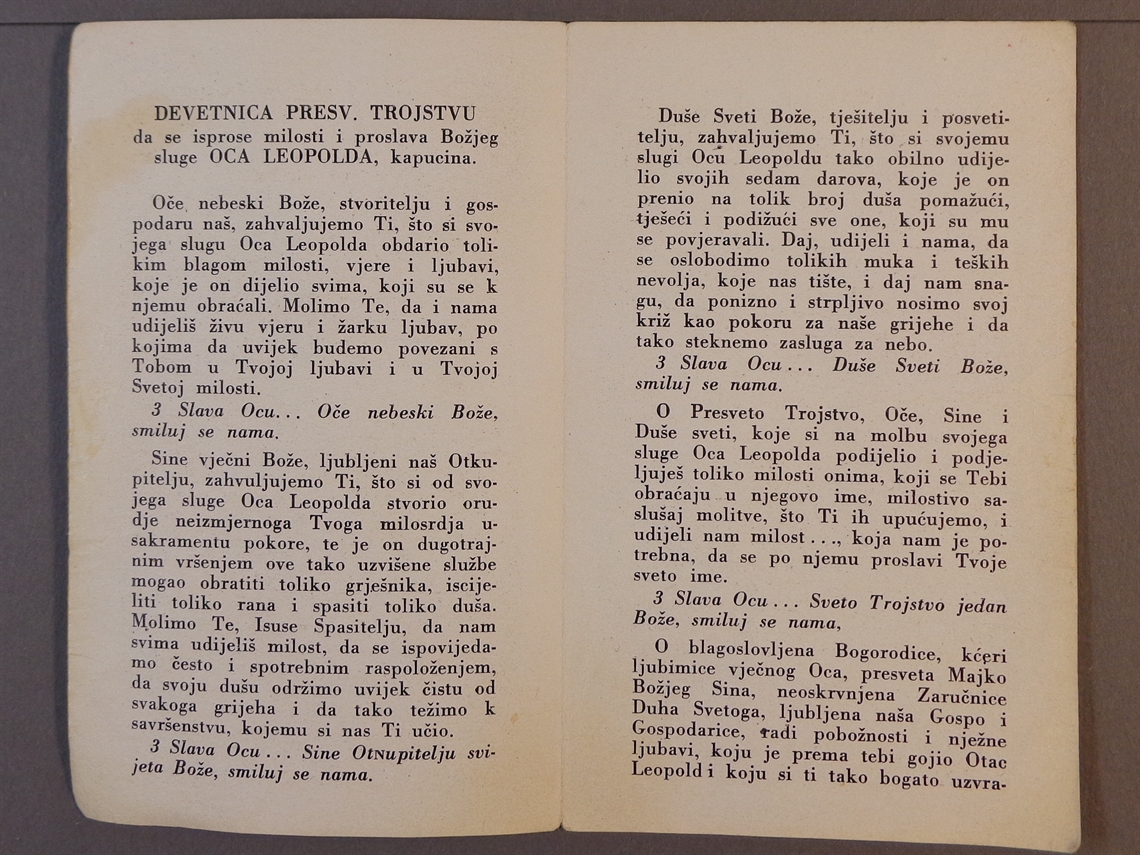 DEVETNICA PRESV. TROJSTVU
da se isprose milosti i proslava Božjeg
sluge OCA LEOPOLDA, kapucina.
Oče nebeski Bože, stvoritelju i gos-
podaru naš, zahvaljujemo Ti, što si svo-
jega slugu Oca Leopolda obdario toli-
kim blagom milosti, vjere i ljubavi,
koje je on dijelio svima, koji su se k
njemu obraćali. Molimo Te, da i nama
udijeliš živu vjeru i žarku ljubav, po
kojima da uvijek budemo povezani s
Tobom u Tvojoj ljubavi i u Tvojoj
Svetoj milosti.
3 Slava Ocu... Oče nebeski Bože,
smiluj se nama.
Sine vječni Bože, ljubljeni naš Otku-
pitelju, zahvuljujemo Ti, što si od svo-
jega sluge Oca Leopolda stvorio oru-
dje neizmjernoga Tvoga milosrdja u-
sakramentu pokore, te je on dugotraj-
nim vršenjem ove tako uzvišene službe
mogao obratiti toliko grješnika, iscije-
liti toliko rana i spasiti toliko duša.
Molimo Te, Isuse Spasitelju, da nam
svima udijeliš milost, da se ispovijeda-
mo često i spotrebnim raspoloženjem,
da svoju dušu održimo uvijek čistu od
svakoga grijeha i da tako težimo k
savršenstvu, kojemu si nas Ti učio.
3 Slava Ocu... Sine OtNupitelju svi-
jeta Bože, smiluj se nama.
Duše Sveti Bože, tješitelju i posveti-
telju, zahvaljujemo Ti, što si svojemu
slugi Ocu Leopoldu tako obilno udije-
lio svojih sedam darova, koje je on
prenio na tolik broj duša pomažući,
tješeći i podižući sve one, koji su mu
se povjeravali. Daj, udijeli i nama, da
se oslobodimo tolikih muka i teških
nevolja, koje nas tište, i daj nam sna-
gu, da ponizno i strpljivo nosimo svoj
križ kao pokoru za naše grijehe i da
tako steknemo zasluga za nebo.
3 Slava Ocu... Duše Sveti Bože,
smiluj se nama.
O Presveto Trojstvo, Oče, Sine i
Duše sveti, koje si na molbu svojega
sluge Oca Leopolda podijelio i podje-
ljuješ toliko milosti onima, koji se Tebi
obraćaju u njegovo ime, milostivo sa-
slušaj molitve, što Ti ih upućujemo, i
udijeli nam milost..., koja nam je po-
trebna, da se po njemu proslavi Tvoje
sveto ime.
3 Slava Ocu... Sveto Trojstvo jedan
Bože, smiluj se nama,
O blagoslovljena Bogorodice, kćeri
ljubimice vječnog Oca, presveta Majko
Božjeg Sina, neoskrvnjena Zaručnice
Duha Svetoga, ljubljena naša Gospo i
Gospodarice, radi pobožnosti i nježne
ljubavi, koju je prema tebi gojio Otac
Leopold i koju si ti tako bogato uzvra-